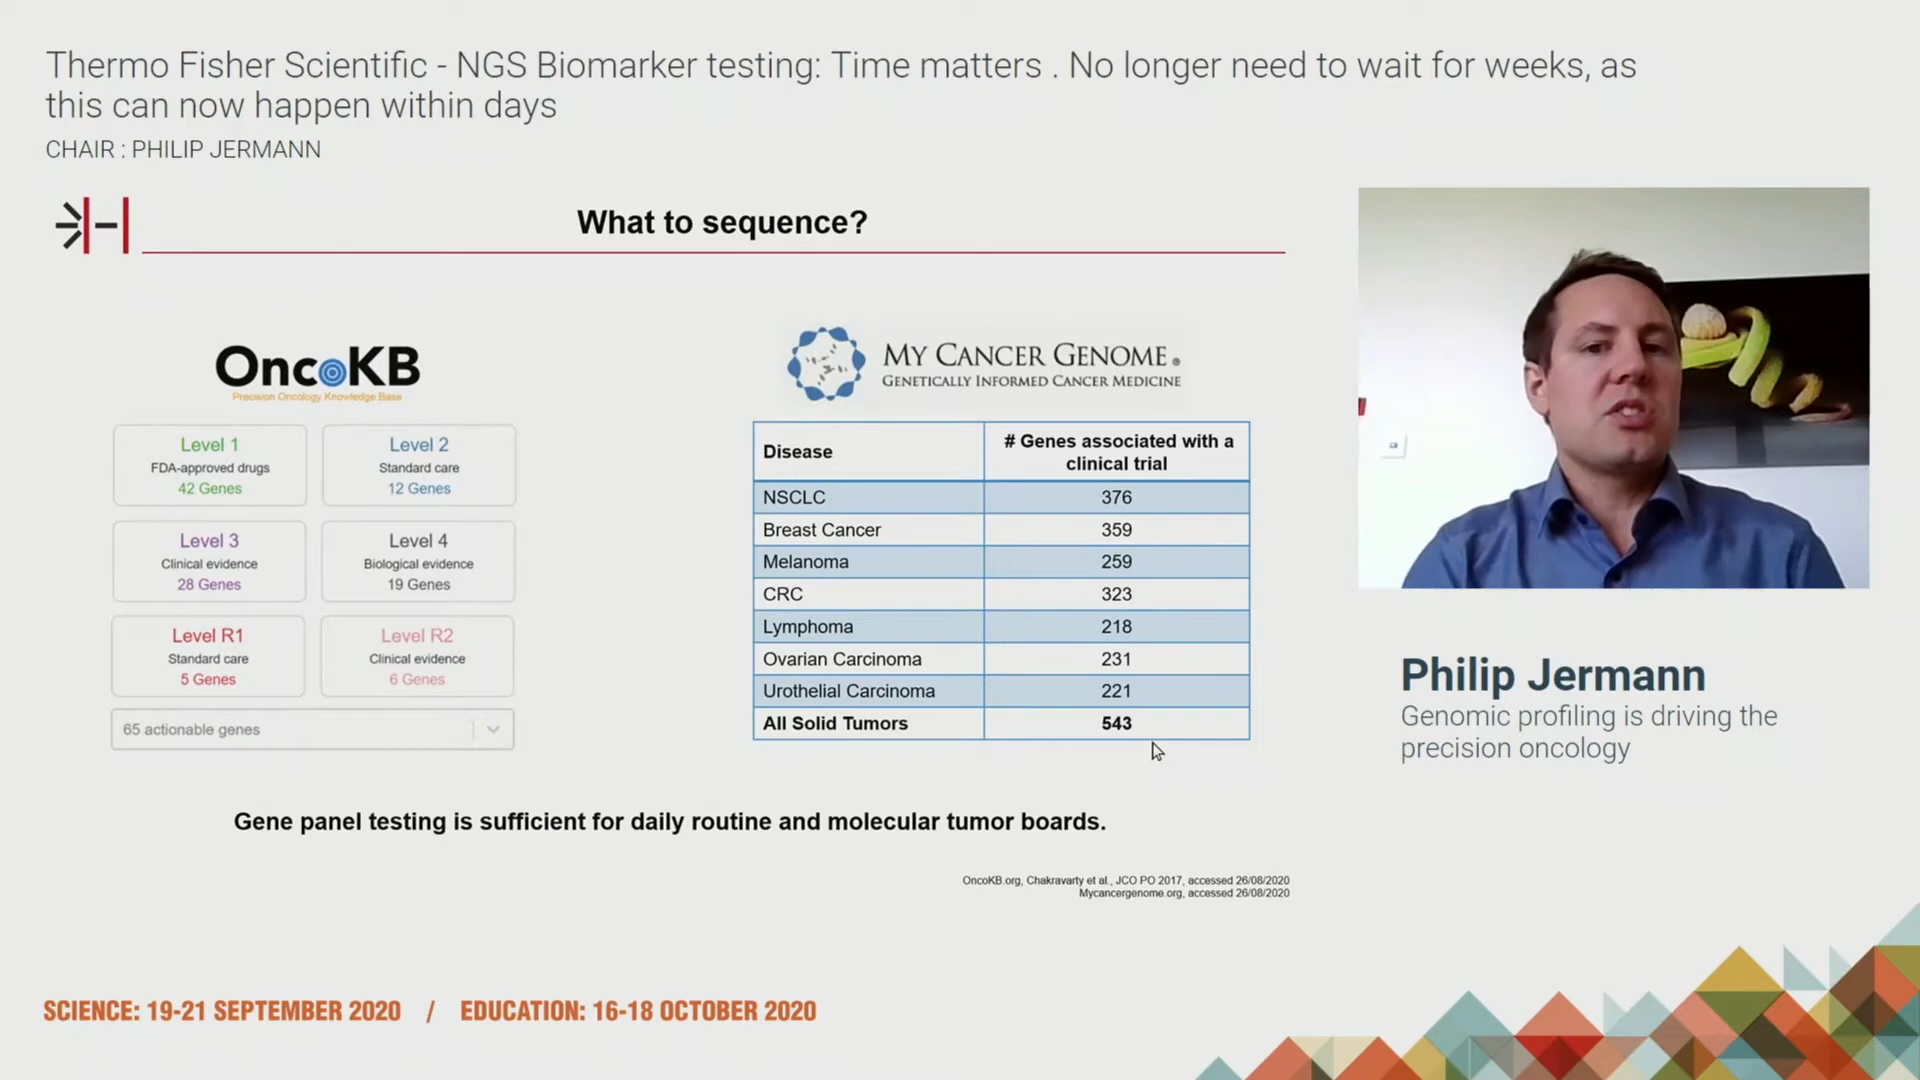 Thermo Fisher Scientific - NGS Biomarker testing: Time matters . No longer need to wait for weeks, as
this can now happen within days
CHAIR : PHILIP JERMANN
What to sequence?
OncoKB
Precision Oncology Knowledge Base
Level 1
FDA-approved drugs
42 Genes
Level 2
Standard care
12 Genes
Level 3
Clinical evidence
28 Genes
Level 4
Biological evidence
19 Genes
Level R1
Standard care
5 Genes
Level R2
Clinical evidence
6 Genes
65 actionable genes
MY CANCER GENOME®
GENETICALLY INFORMED CANCER MEDICINE
Disease
# Genes associated with a
clinical trial
NSCLC 376
Breast Cancer 359
Melanoma 259
CRC 323
Lymphoma 218
Ovarian Carcinoma 231
Urothelial Carcinoma 221
All Solid Tumors 543
Gene panel testing is sufficient for daily routine and molecular tumor boards.
OncoKB.org, Chakravarty et al., JCO PO 2017, accessed 26/08/2020
Mycancergenome.org, accessed 26/08/2020
Philip Jermann
Genomic profiling is driving the
precision oncology
SCIENCE: 19-21 SEPTEMBER 2020 / EDUCATION: 16-18 OCTOBER 2020